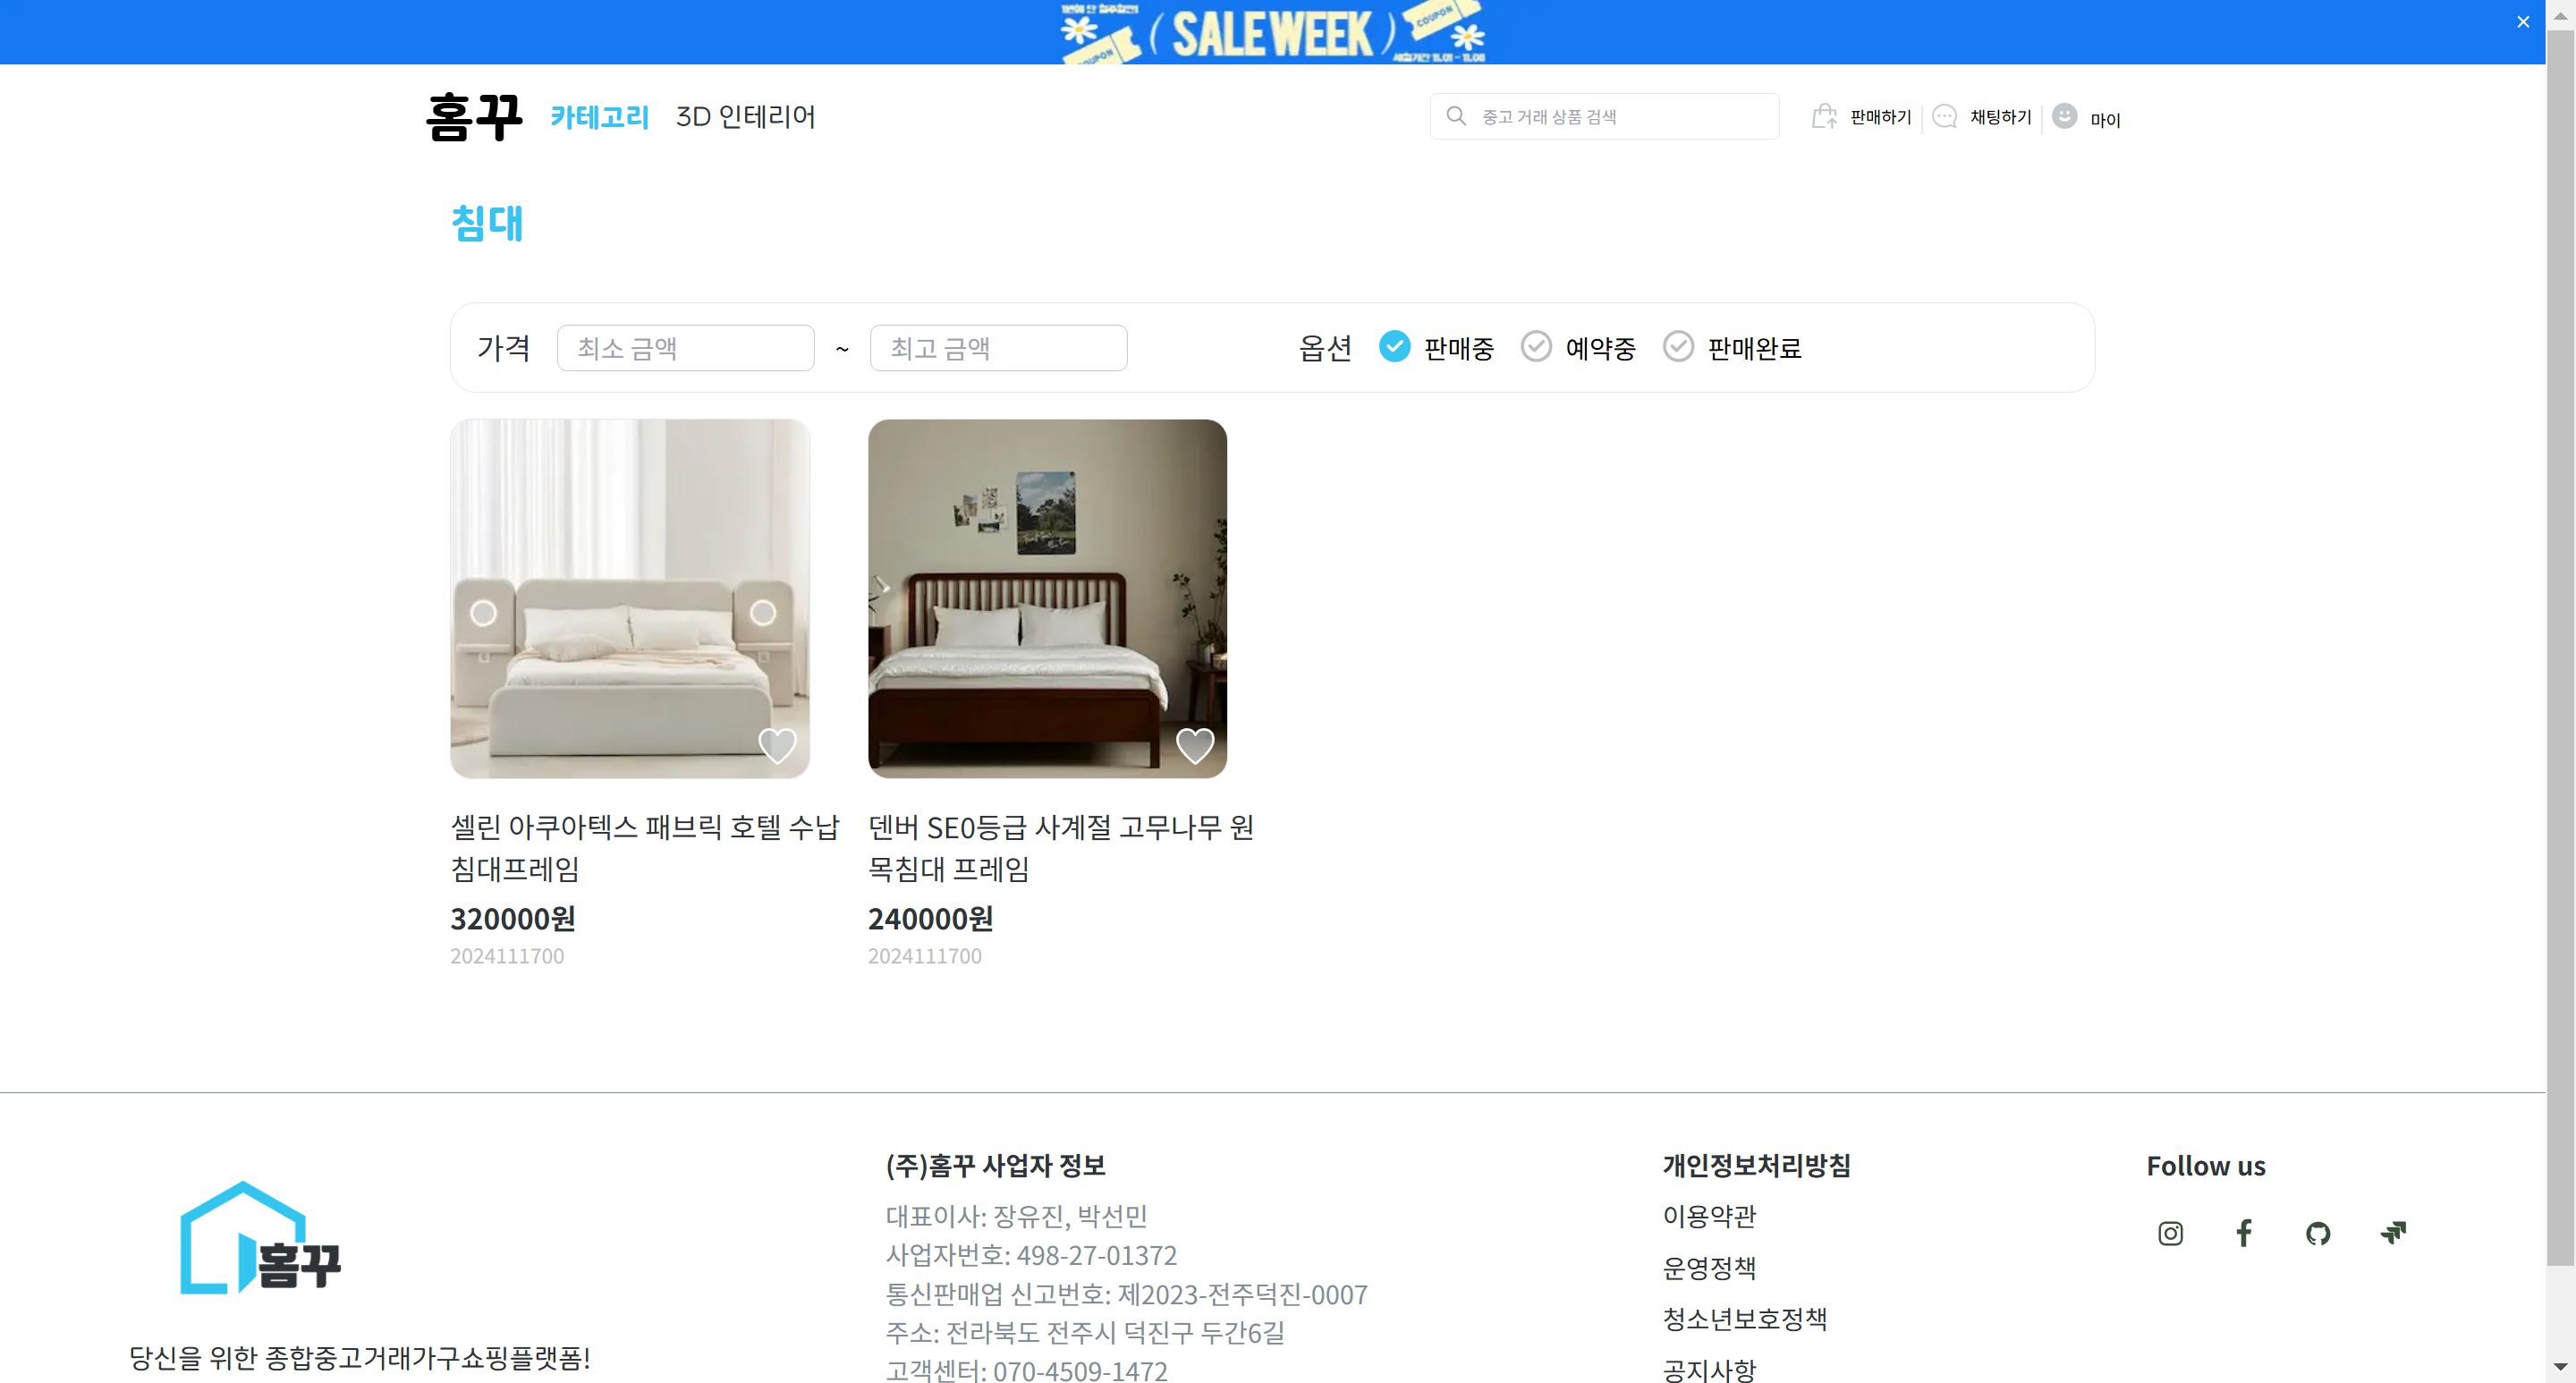 COUPON
( SALE WEEK )
COUPON
홈꾸
카테고리
3D 인테리어
중고 거래 상품 검색
판매하기
채팅하기
마이
침대
가격
최소 금액
~
최고 금액
옵션
판매중
예약중
판매완료
셀린 아쿠아텍스 패브릭 호텔 수납
침대프레임
320000원
2024111700
덴버 SE0등급 사계절 고무나무 원
목침대 프레임
240000원
2024111700
홈꾸
당신을 위한 종합중고거래가구쇼핑플랫폼!
(주)홈꾸 사업자 정보
대표이사: 장유진, 박선민
사업자번호: 498-27-01372
통신판매업 신고번호: 제2023-전주덕진-0007
주소: 전라북도 전주시 덕진구 두간6길
고객센터: 070-4509-1472
개인정보처리방침
이용약관
운영정책
청소년보호정책
공지사항
Follow us